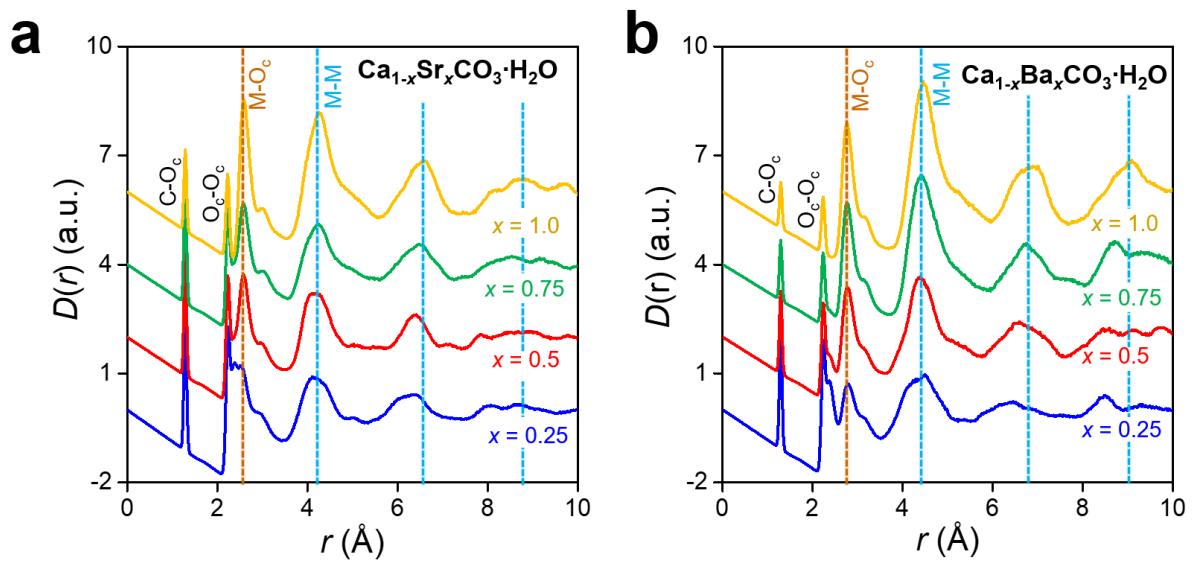 a
Ca1-xSrxCO3·H2O
C-Oc
Oc-Oc
M-Oc
M-M
x = 1.0
x = 0.75
x = 0.5
x = 0.25
10
7
4
1
-2
D(r) (a.u.)
0 2 4 6 8 10
r (Å)
b
Ca1-xBaxCO3·H2O
C-Oc
Oc-Oc
M-Oc
M-M
x = 1.0
x = 0.75
x = 0.5
x = 0.25
10
7
4
1
-2
D(r) (a.u.)
0 2 4 6 8 10
r (Å)